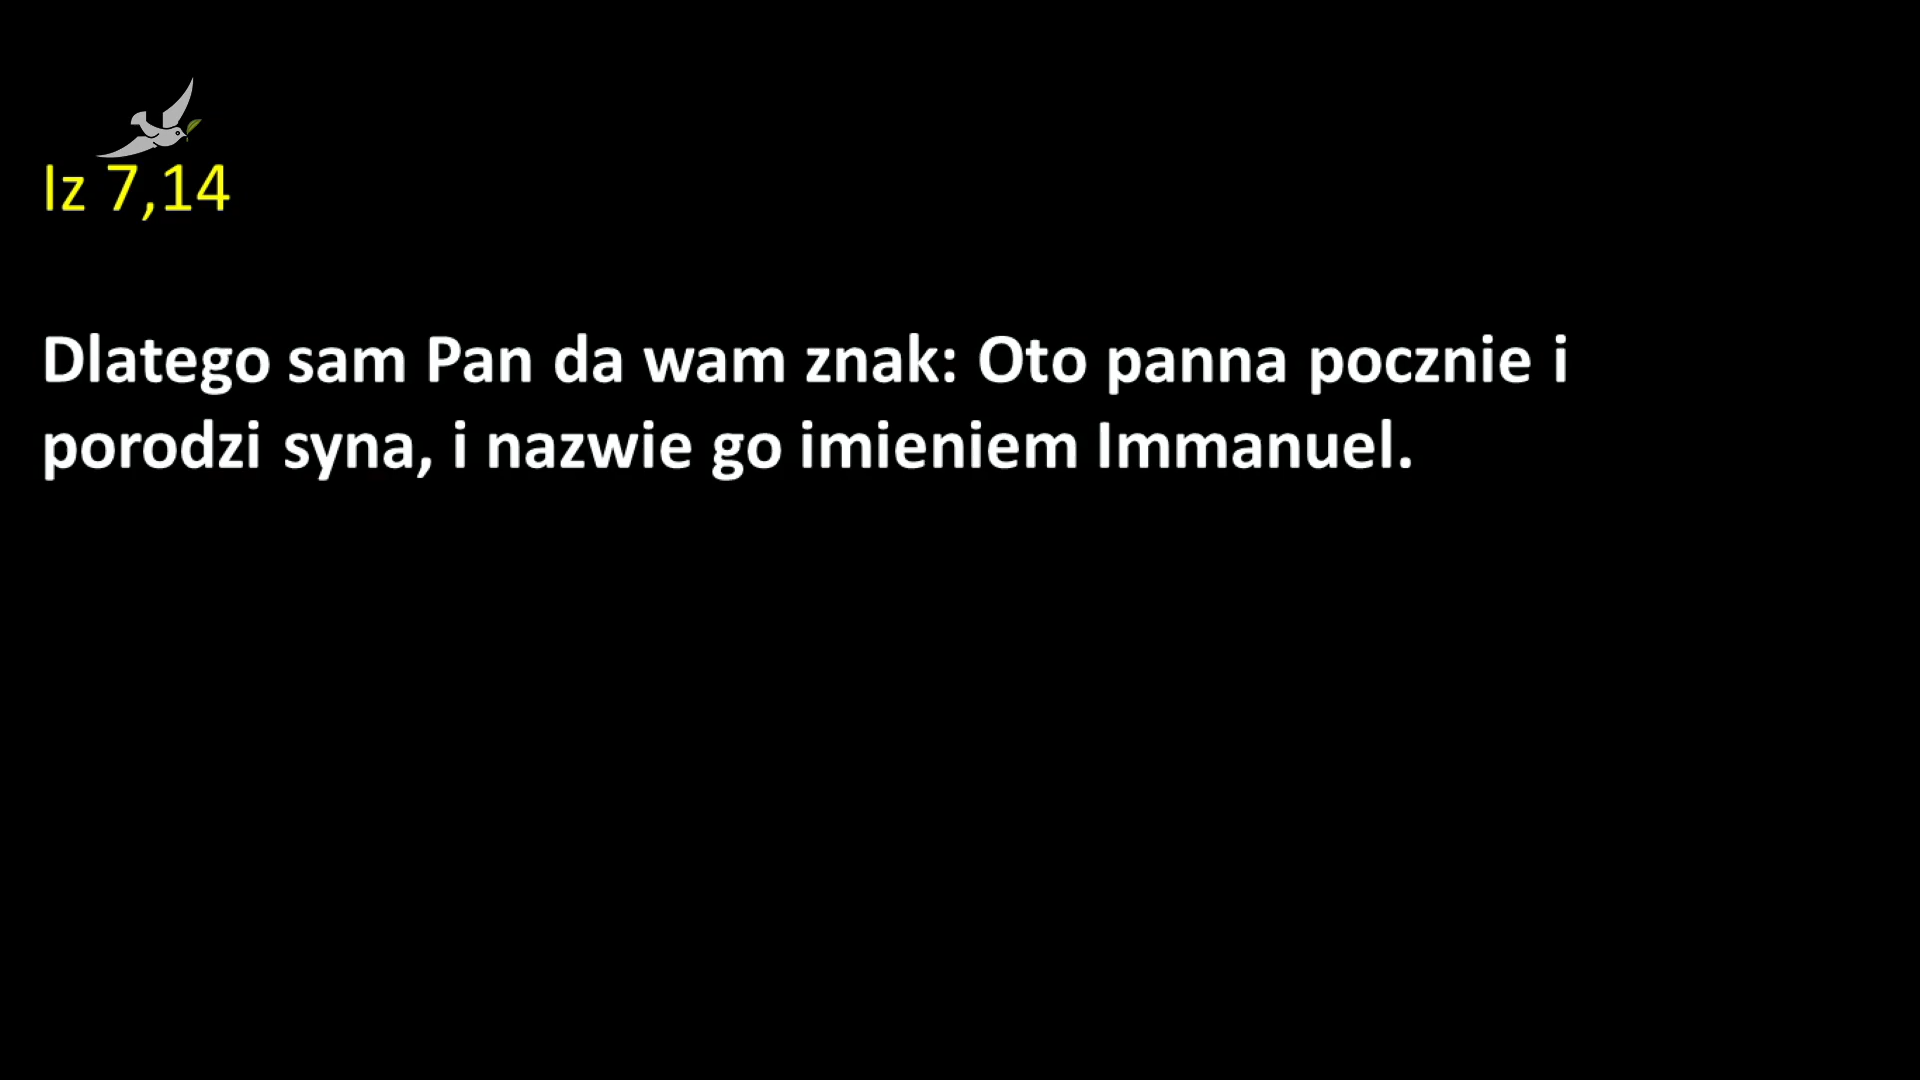 Iz 7,14
Dlatego sam Pan da wam znak: Oto panna pocznie i
porodzi syna, i nazwie go imieniem Immanuel.